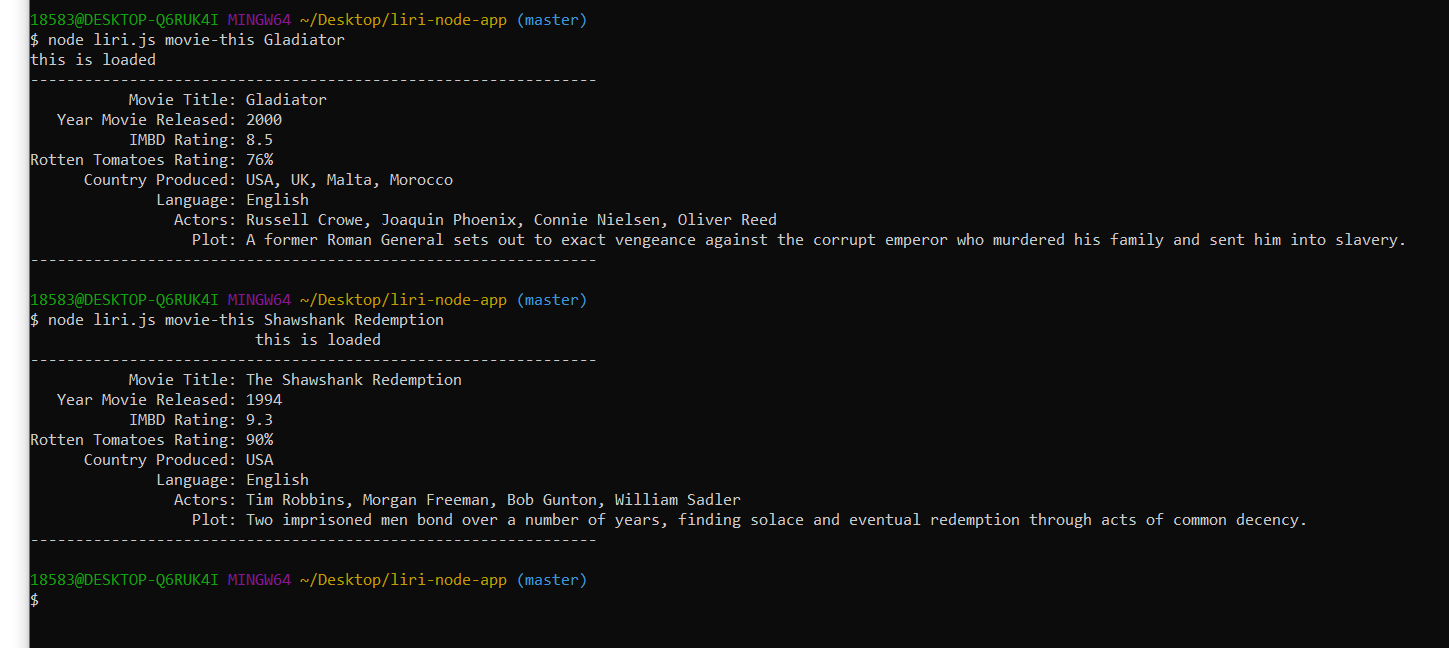 18583@DESKTOP-Q6RUK4I MINGW64 ~/Desktop/liri-node-app (master)
$ node liri.js movie-this Gladiator
this is loaded
---------------------------------------------------------------
Movie Title: Gladiator
Year Movie Released: 2000
IMBD Rating: 8.5
Rotten Tomatoes Rating: 76%
Country Produced: USA, UK, Malta, Morocco
Language: English
Actors: Russell Crowe, Joaquin Phoenix, Connie Nielsen, Oliver Reed
Plot: A former Roman General sets out to exact vengeance against the corrupt emperor who murdered his family and sent him into slavery.
---------------------------------------------------------------
18583@DESKTOP-Q6RUK4I MINGW64 ~/Desktop/liri-node-app (master)
$ node liri.js movie-this Shawshank Redemption
this is loaded
---------------------------------------------------------------
Movie Title: The Shawshank Redemption
Year Movie Released: 1994
IMBD Rating: 9.3
Rotten Tomatoes Rating: 90%
Country Produced: USA
Language: English
Actors: Tim Robbins, Morgan Freeman, Bob Gunton, William Sadler
Plot: Two imprisoned men bond over a number of years, finding solace and eventual redemption through acts of common decency.
---------------------------------------------------------------
18583@DESKTOP-Q6RUK4I MINGW64 ~/Desktop/liri-node-app (master)
$